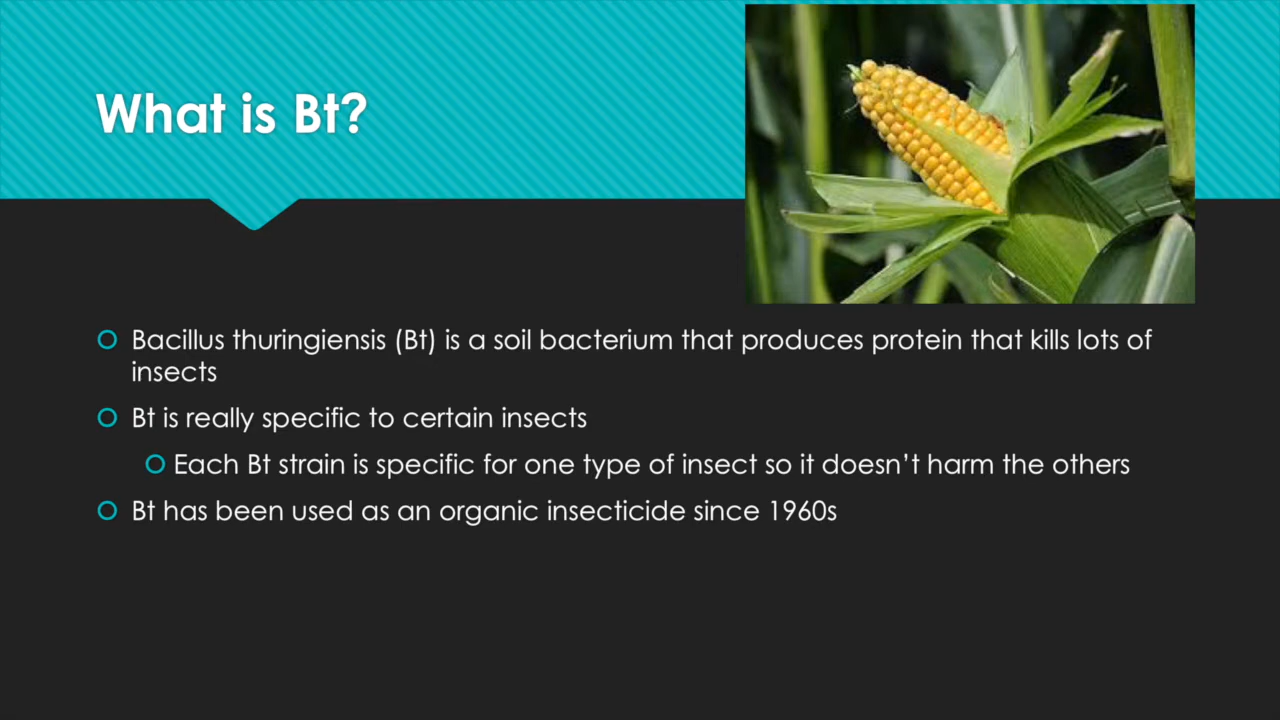 What is Bt?
Bacillus thuringiensis (Bt) is a soil bacterium that produces protein that kills lots of
insects
Bt is really specific to certain insects
Each Bt strain is specific for one type of insect so it doesn’t harm the others
Bt has been used as an organic insecticide since 1960s